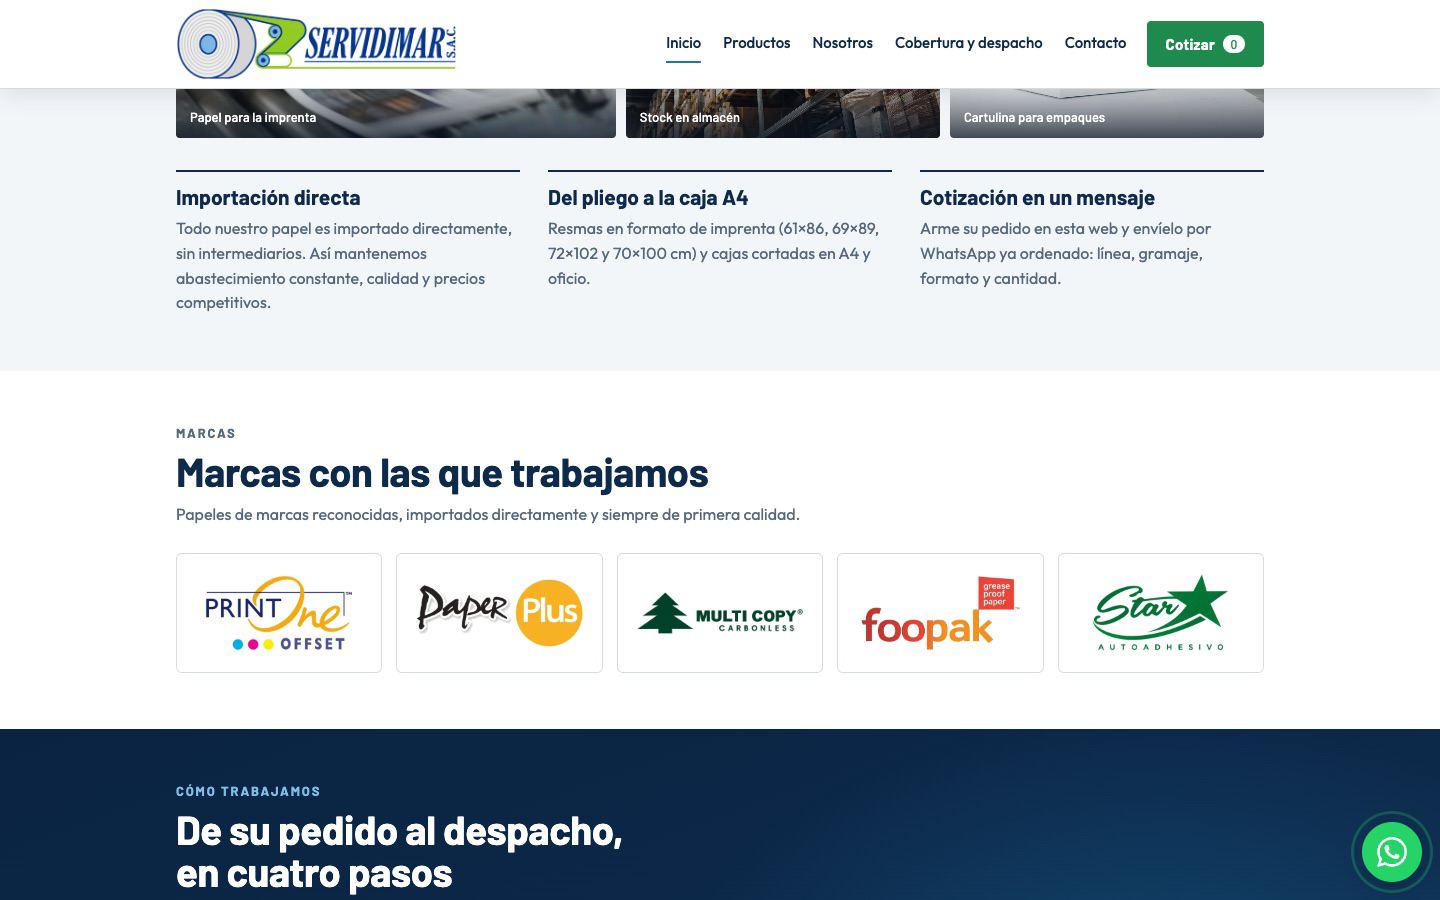 SERVIDIMAR S.A.C.
Inicio
Productos
Nosotros
Cobertura y despacho
Contacto
Cotizar 0
Papel para la imprenta
Stock en almacén
Cartulina para empaques
Importación directa
Todo nuestro papel es importado directamente,
sin intermediarios. Así mantenemos
abastecimiento constante, calidad y precios
competitivos.
Del pliego a la caja A4
Resmas en formato de imprenta (61×86, 69×89,
72×102 y 70×100 cm) y cajas cortadas en A4 y
oficio.
Cotización en un mensaje
Arme su pedido en esta web y envíelo por
WhatsApp ya ordenado: línea, gramaje,
formato y cantidad.
MARCAS
Marcas con las que trabajamos
Papeles de marcas reconocidas, importados directamente y siempre de primera calidad.
PRINT One ™
OFFSET
Paper Plus
MULTI COPY®
CARBONLESS
grease
proof
paper
foopak™
Star
AUTOADHESIVO
CÓMO TRABAJAMOS
De su pedido al despacho,
en cuatro pasos